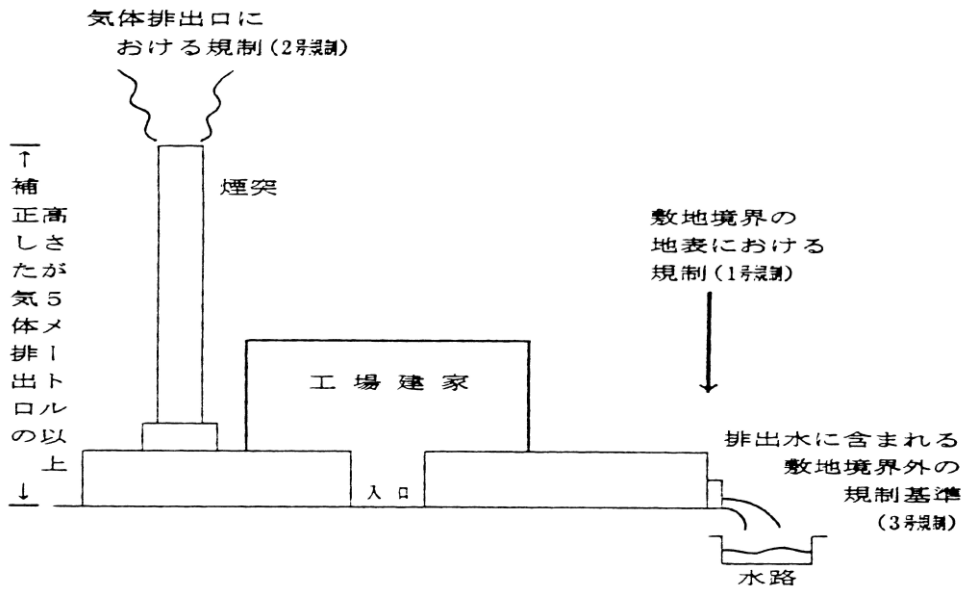 気体排出口に
おける規制(2号規制)
煙突
補正した気体排出口の
高さが5メートル以上
敷地境界の
地表における
規制(1号規制)
工場建家
入口
排出水に含まれる
敷地境界外の
規制基準
(3号規制)
水路